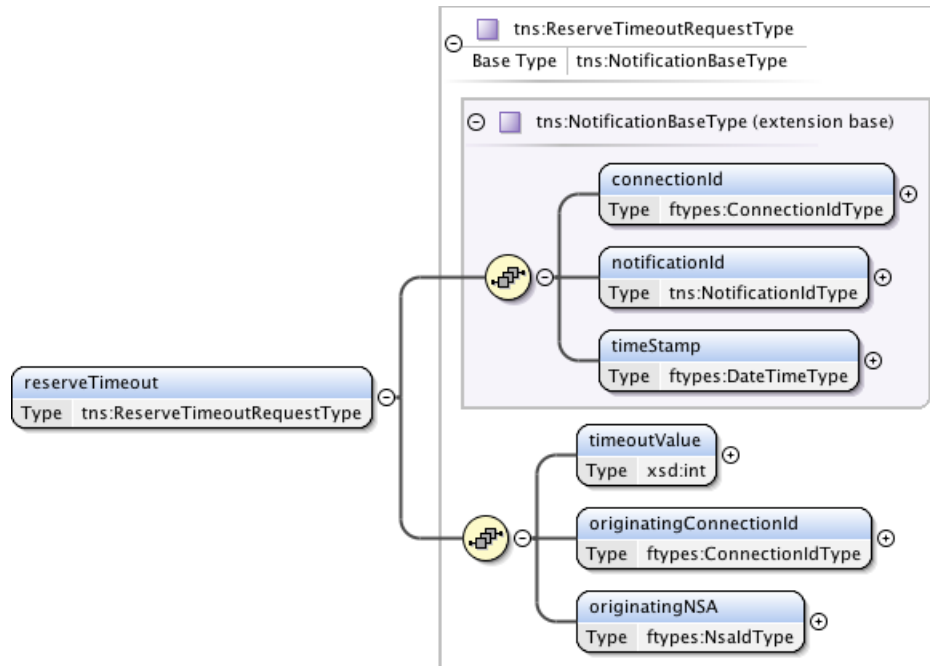 tns:ReserveTimeoutRequestType
Base Type tns:NotificationBaseType
tns:NotificationBaseType (extension base)
connectionId
Type ftypes:ConnectionIdType
notificationId
Type tns:NotificationIdType
timeStamp
Type ftypes:DateTimeType
reserveTimeout
Type tns:ReserveTimeoutRequestType
timeoutValue
Type xsd:int
originatingConnectionId
Type ftypes:ConnectionIdType
originatingNSA
Type ftypes:NsaIdType